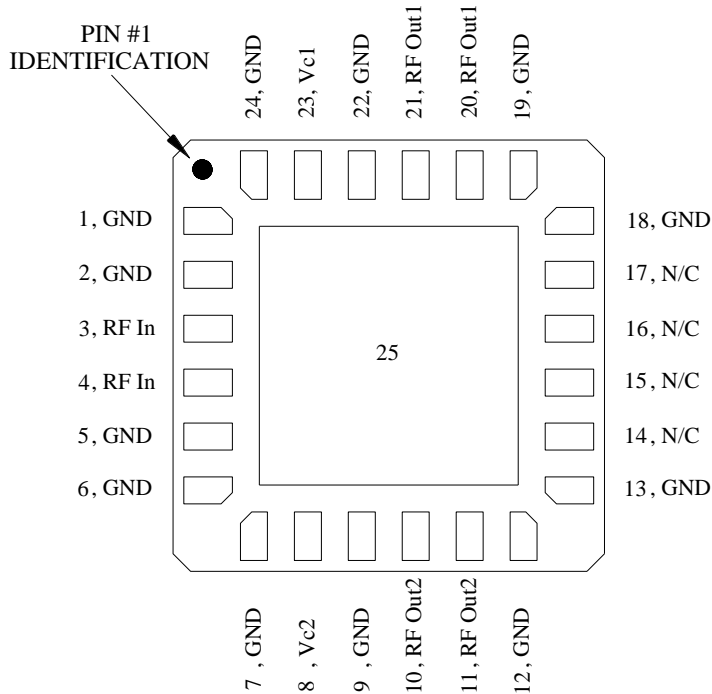 PIN #1
IDENTIFICATION
24, GND
23, Vc1
22, GND
21, RF Out1
20, RF Out1
19, GND
1, GND
2, GND
3, RF In
4, RF In
5, GND
6, GND
25
18, GND
17, N/C
16, N/C
15, N/C
14, N/C
13, GND
7 , GND
8 , Vc2
9 , GND
10, RF Out2
11, RF Out2
12, GND